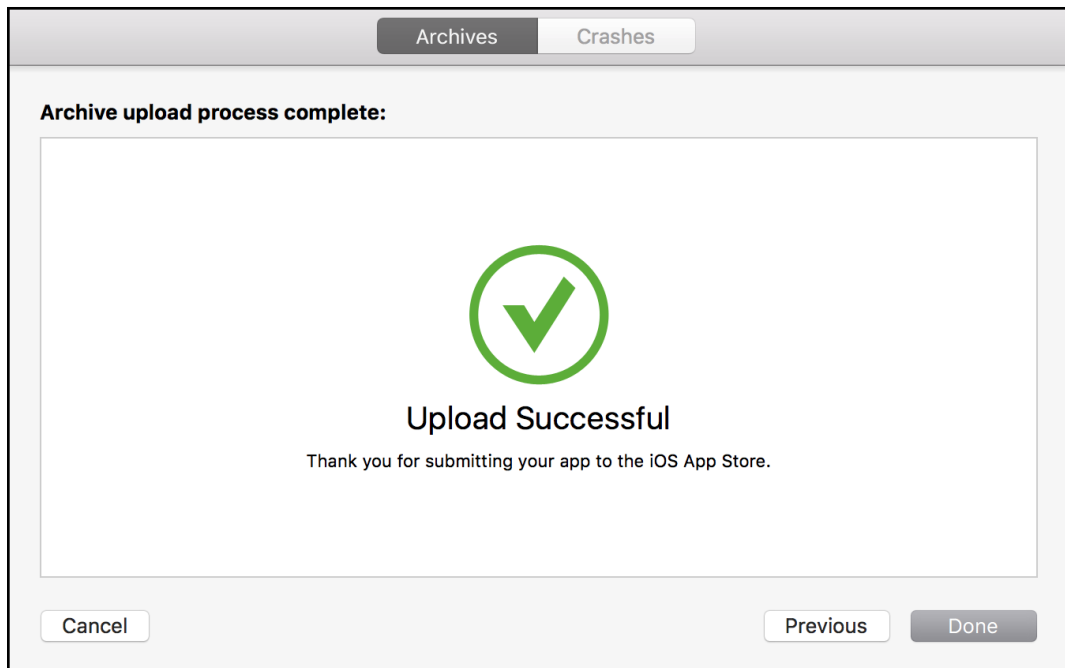 Archives Crashes
Archive upload process complete:
Upload Successful
Thank you for submitting your app to the iOS App Store.
Cancel Previous Done